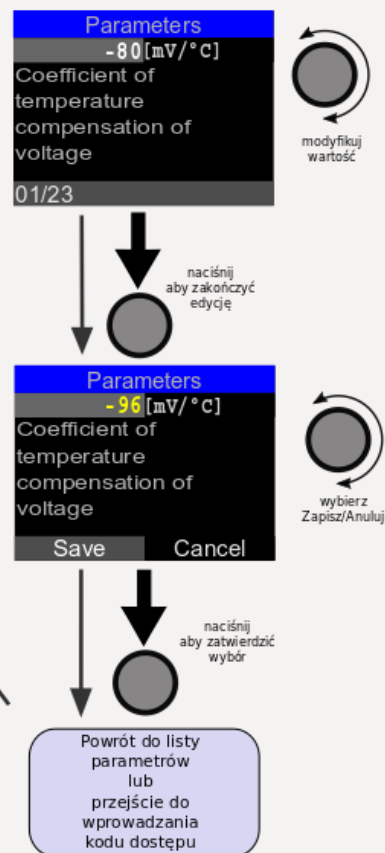 Parameters
-80[mV/°C]
Coefficient of
temperature
compensation of
voltage
01/23
modyfikuj
wartość
naciśnij
aby zakończyć
edycję
Parameters
-96[mV/°C]
Coefficient of
temperature
compensation of
voltage
Save Cancel
wybierz
Zapisz/Anuluj
naciśnij
aby zatwierdzić
wybór
Powrót do listy
parametrów
lub
przejście do
wprowadzania
kodu dostępu